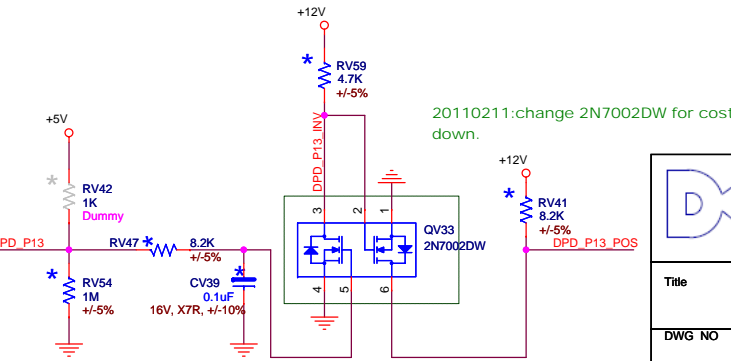 +12V
*
RV59
4.7K
+/-5%
20110211:change 2N7002DW for cost
down.
+5V
DPD_P13_INV
+12V
*
RV42
1K
Dummy
*
RV41
8.2K
+/-5%
3
2
1
QV33
2N7002DW
PD_P13
RV47
*
8.2K
+/-5%
DPD_P13_POS
*
RV54
1M
+/-5%
*
CV39
0.1uF
16V, X7R, +/-10%
4
5
6
Title
DWG NO